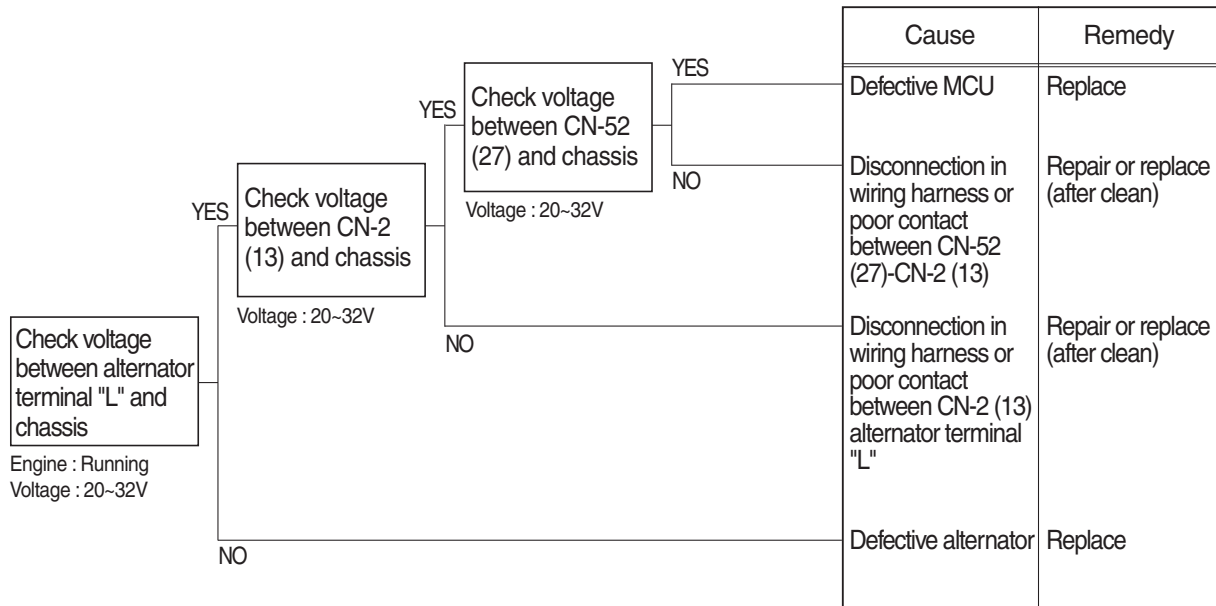 Cause
Remedy
YES
Defective MCU
Replace
YES
Check voltage
between CN-52
(27) and chassis
NO
Voltage : 20~32V
Disconnection in
wiring harness or
poor contact
between CN-52
(27)-CN-2 (13)
Repair or replace
(after clean)
YES
Check voltage
between CN-2
(13) and chassis
Voltage : 20~32V
NO
Disconnection in
wiring harness or
poor contact
between CN-2 (13)
alternator terminal
"L"
Repair or replace
(after clean)
Check voltage
between alternator
terminal "L" and
chassis
Engine : Running
Voltage : 20~32V
NO
Defective alternator
Replace